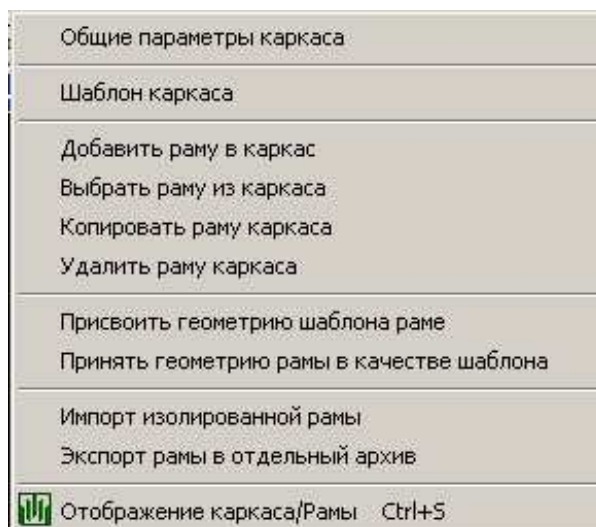 Общие параметры каркаса
Шаблон каркаса
Добавить раму в каркас
Выбрать раму из каркаса
Копировать раму каркаса
Удалить раму каркаса
Присвоить геометрию шаблона раме
Принять геометрию рамы в качестве шаблона
Импорт изолированной рамы
Экспорт рамы в отдельный архив
Отображение каркаса/Рамы Ctrl+S